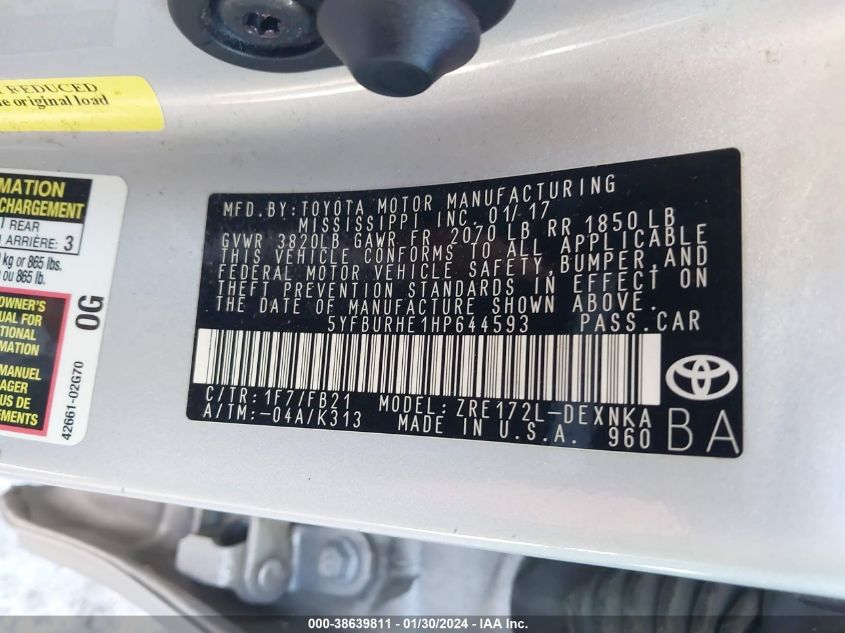 R REDUCED
e original load
MATION
CHARGEMENT
REAR
ARRIÈRE: 3
kg or 865 lbs.
ou 865 lb.
OWNER'S
UAL FOR
TIONAL
RMATION
MANUEL
AGER
EMENTS
42661-02G70
0G
MFD. BY: TOYOTA MOTOR MANUFACTURING
MISSISSIPPI INC. 01/17
GVWR 3820LB GAWR FR 2070 LB RR 1850 LB
THIS VEHICLE CONFORMS TO ALL APPLICABLE
FEDERAL MOTOR VEHICLE SAFETY, BUMPER, AND
THEFT PREVENTION STANDARDS IN EFFECT ON
THE DATE OF MANUFACTURE SHOWN ABOVE.
5YFBURHE1HP644593 PASS.CAR
C/TR: 1F7/FB21 MODEL: ZRE172L-DEXNKA
A/TM:-04A/K313 MADE IN U.S.A. 960
BA
000-38639811 - 01/30/2024 - IAA Inc.